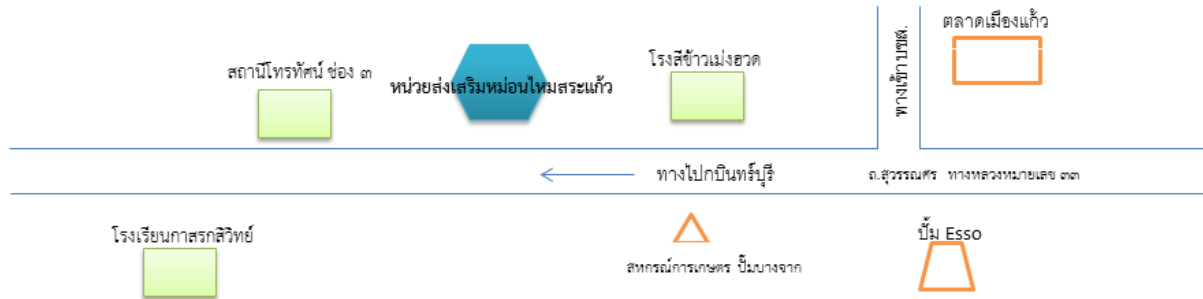 ตลาดเมืองแก้ว
ทางเข้า บขส.
โรงสีข้าวเม่งฮวด
สถานีโทรทัศน์ ช่อง ๓
หน่วยส่งเสริมหม่อนไหมสระแก้ว
ทางไปกบินทร์บุรี
ถ.สุวรรณศร ทางหลวงหมายเลข ๓๓
โรงเรียนกาสรกสิวิทย์
ปั๊ม Esso
สหกรณ์การเกษตร ปั๊มบางจาก